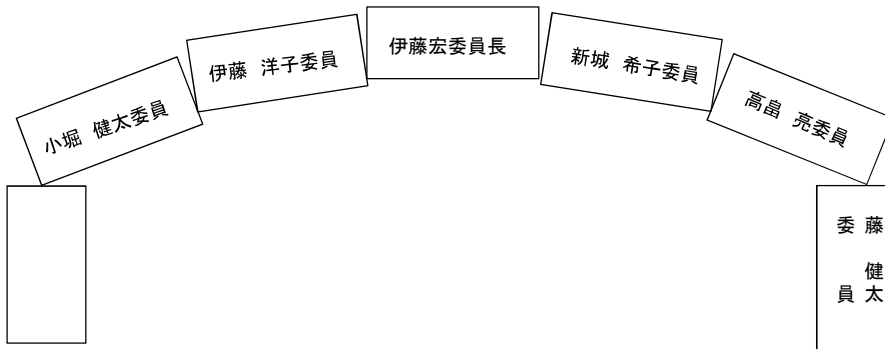 小堀 健太委員
伊藤 洋子委員
伊藤宏委員長
新城 希子委員
高畠 亮委員
藤 健太
委員